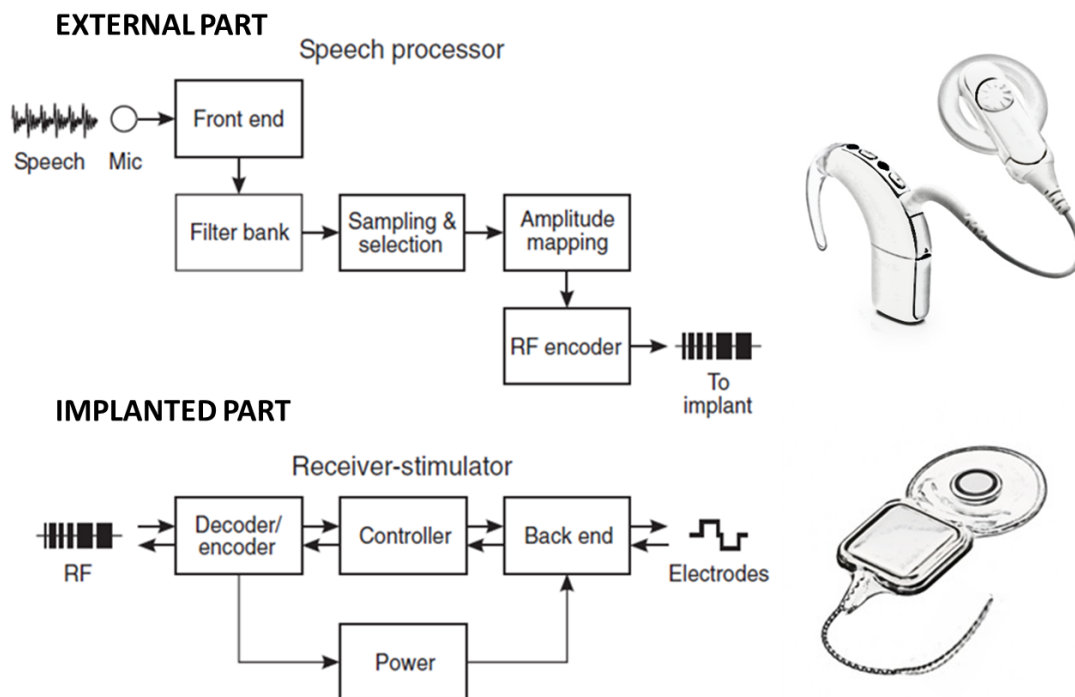 EXTERNAL PART
Speech processor
Speech
Mic
Front end
Filter bank
Sampling &
selection
Amplitude
mapping
RF encoder
To
implant
IMPLANTED PART
Receiver-stimulator
RF
Decoder/
encoder
Controller
Back end
Electrodes
Power